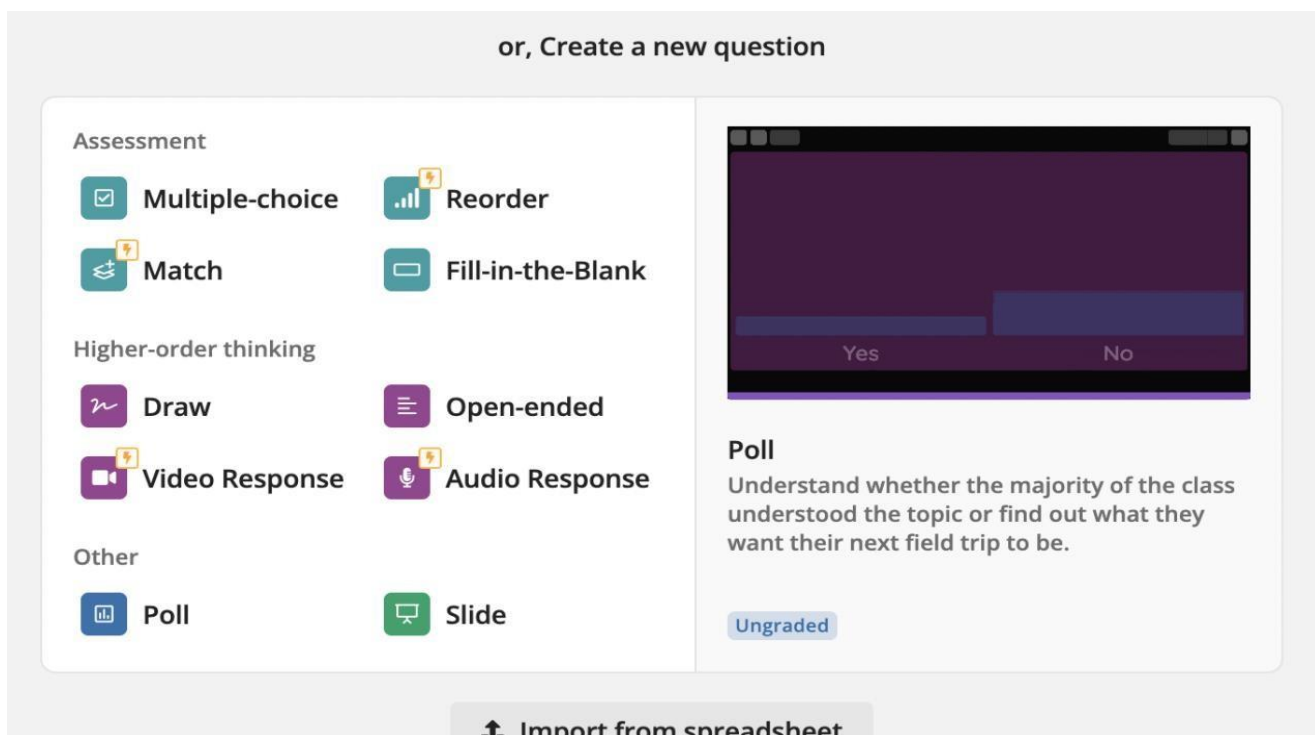 or, Create a new question
Assessment
Multiple-choice
Reorder
Match
Fill-in-the-Blank
Higher-order thinking
Draw
Open-ended
Video Response
Audio Response
Other
Poll
Slide
Yes
No
Poll
Understand whether the majority of the class
understood the topic or find out what they
want their next field trip to be.
Ungraded
Import from spreadsheet